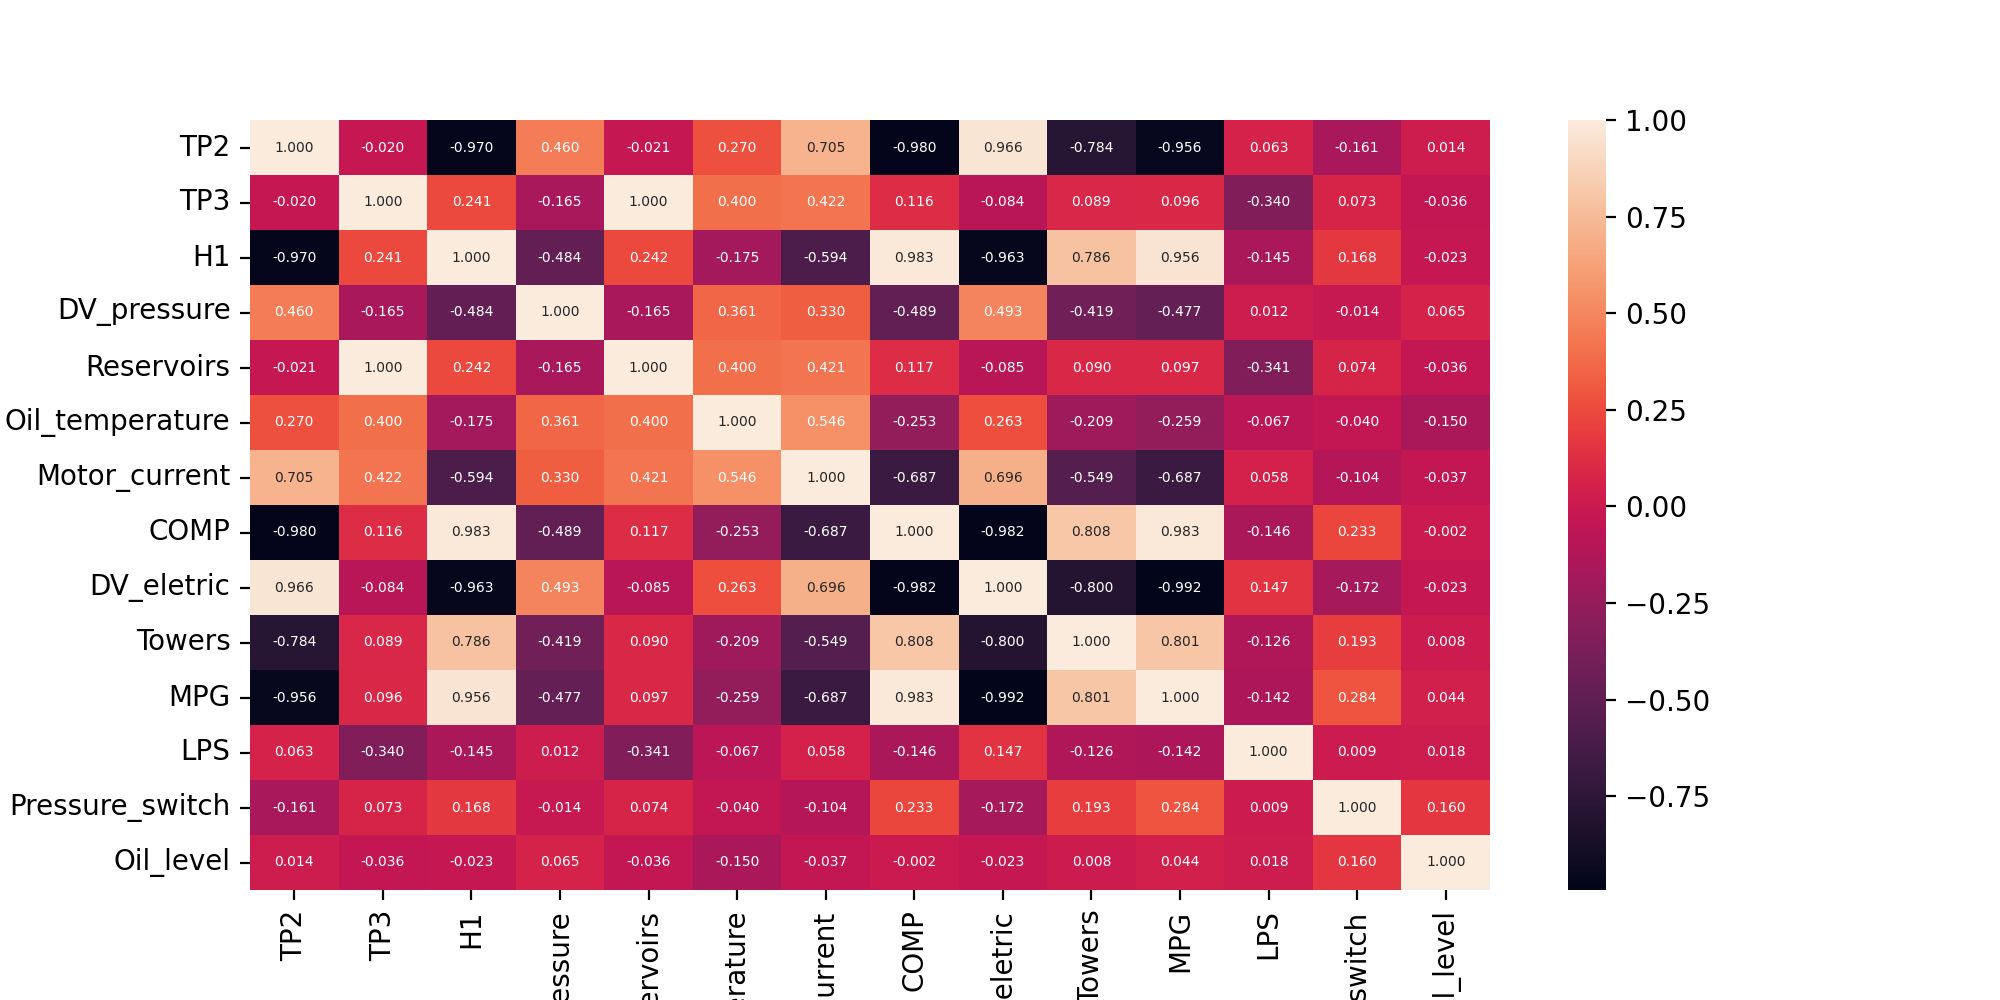 TP2 1.000 -0.020 -0.970 0.460 -0.021 0.270 0.705 -0.980 0.966 -0.784 -0.956 0.063 -0.161 0.014
TP3 -0.020 1.000 0.241 -0.165 1.000 0.400 0.422 0.116 -0.084 0.089 0.096 -0.340 0.073 -0.036
H1 -0.970 0.241 1.000 -0.484 0.242 -0.175 -0.594 0.983 -0.963 0.786 0.956 -0.145 0.168 -0.023
DV_pressure 0.460 -0.165 -0.484 1.000 -0.165 0.361 0.330 -0.489 0.493 -0.419 -0.477 0.012 -0.014 0.065
Reservoirs -0.021 1.000 0.242 -0.165 1.000 0.400 0.421 0.117 -0.085 0.090 0.097 -0.341 0.074 -0.036
Oil_temperature 0.270 0.400 -0.175 0.361 0.400 1.000 0.546 -0.253 0.263 -0.209 -0.259 -0.067 -0.040 -0.150
Motor_current 0.705 0.422 -0.594 0.330 0.421 0.546 1.000 -0.687 0.696 -0.549 -0.687 0.058 -0.104 -0.037
COMP -0.980 0.116 0.983 -0.489 0.117 -0.253 -0.687 1.000 -0.982 0.808 0.983 -0.146 0.233 -0.002
DV_eletric 0.966 -0.084 -0.963 0.493 -0.085 0.263 0.696 -0.982 1.000 -0.800 -0.992 0.147 -0.172 -0.023
Towers -0.784 0.089 0.786 -0.419 0.090 -0.209 -0.549 0.808 -0.800 1.000 0.801 -0.126 0.193 0.008
MPG -0.956 0.096 0.956 -0.477 0.097 -0.259 -0.687 0.983 -0.992 0.801 1.000 -0.142 0.284 0.044
LPS 0.063 -0.340 -0.145 0.012 -0.341 -0.067 0.058 -0.146 0.147 -0.126 -0.142 1.000 0.009 0.018
Pressure_switch -0.161 0.073 0.168 -0.014 0.074 -0.040 -0.104 0.233 -0.172 0.193 0.284 0.009 1.000 0.160
Oil_level 0.014 -0.036 -0.023 0.065 -0.036 -0.150 -0.037 -0.002 -0.023 0.008 0.044 0.018 0.160 1.000
TP2
TP3
H1
essure
ervoirs
erature
urrent
COMP
eletric
Towers
MPG
LPS
switch
l_level
1.00
0.75
0.50
0.25
0.00
−0.25
−0.50
−0.75